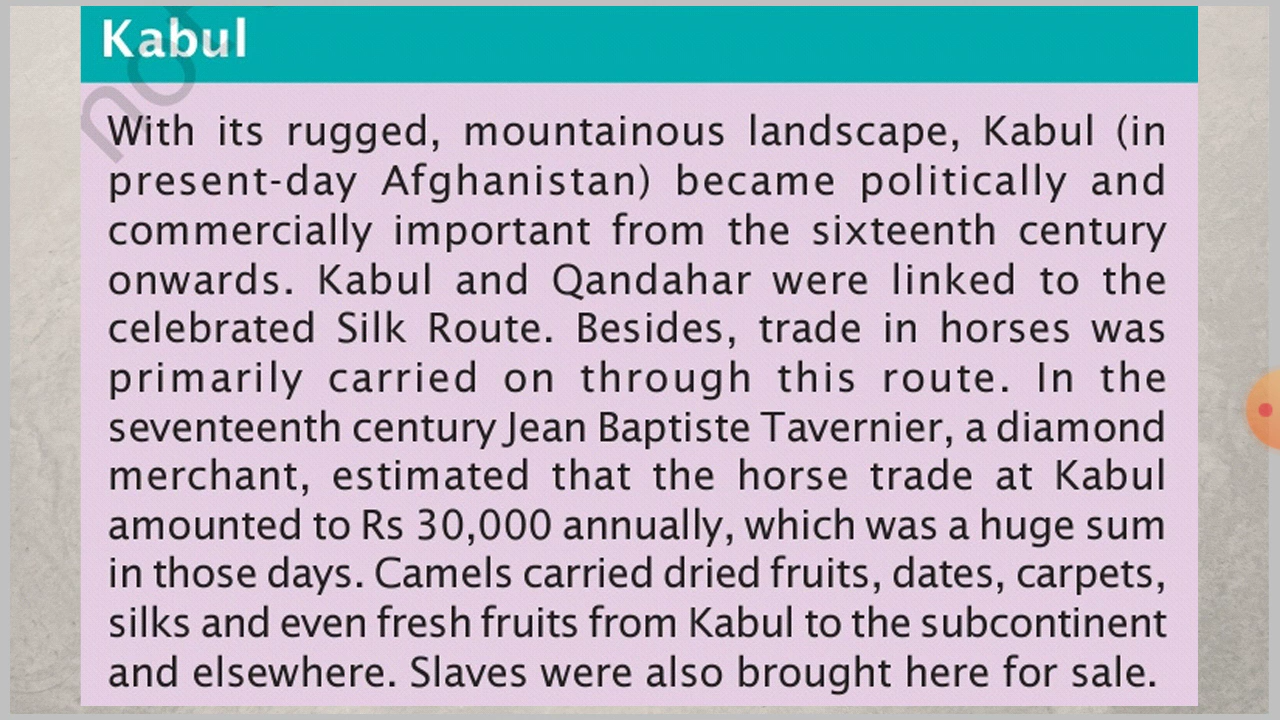 Kabul
With its rugged, mountainous landscape, Kabul (in
present-day Afghanistan) became politically and
commercially important from the sixteenth century
onwards. Kabul and Qandahar were linked to the
celebrated Silk Route. Besides, trade in horses was
primarily carried on through this route. In the
seventeenth century Jean Baptiste Tavernier, a diamond
merchant, estimated that the horse trade at Kabul
amounted to Rs 30,000 annually, which was a huge sum
in those days. Camels carried dried fruits, dates, carpets,
silks and even fresh fruits from Kabul to the subcontinent
and elsewhere. Slaves were also brought here for sale.
not